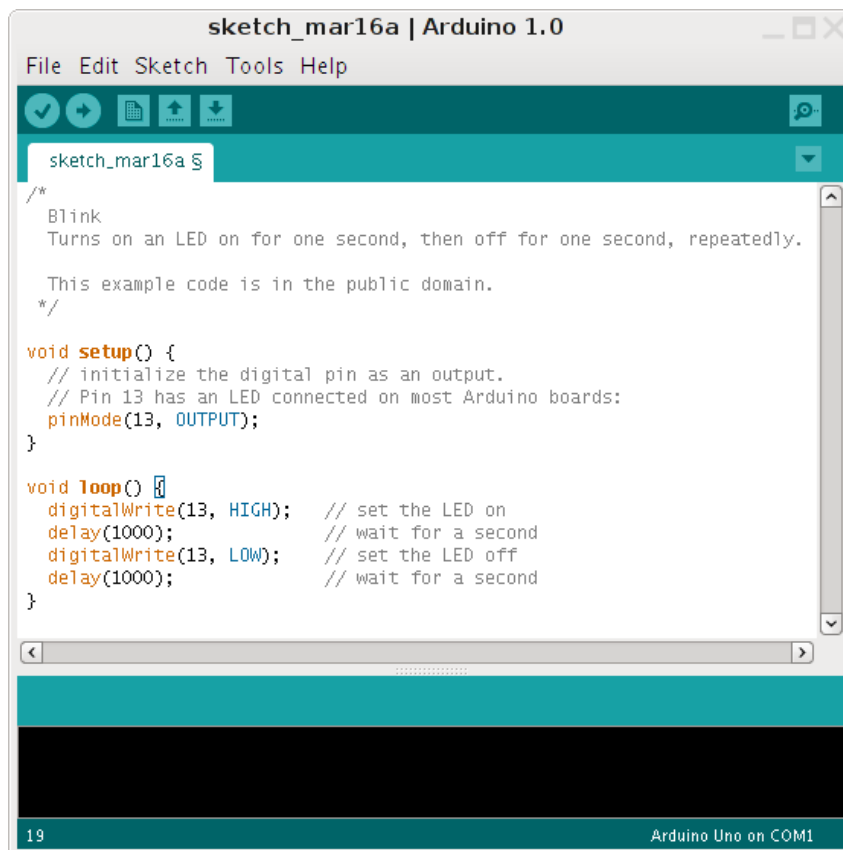 sketch_mar16a | Arduino 1.0
File Edit Sketch Tools Help
sketch_mar16a §
/*
  Blink
  Turns on an LED on for one second, then off for one second, repeatedly.

  This example code is in the public domain.
 */

void setup() {
  // initialize the digital pin as an output.
  // Pin 13 has an LED connected on most Arduino boards:
  pinMode(13, OUTPUT);
}

void loop() {
  digitalWrite(13, HIGH);   // set the LED on
  delay(1000);              // wait for a second
  digitalWrite(13, LOW);    // set the LED off
  delay(1000);              // wait for a second
}
19 Arduino Uno on COM1